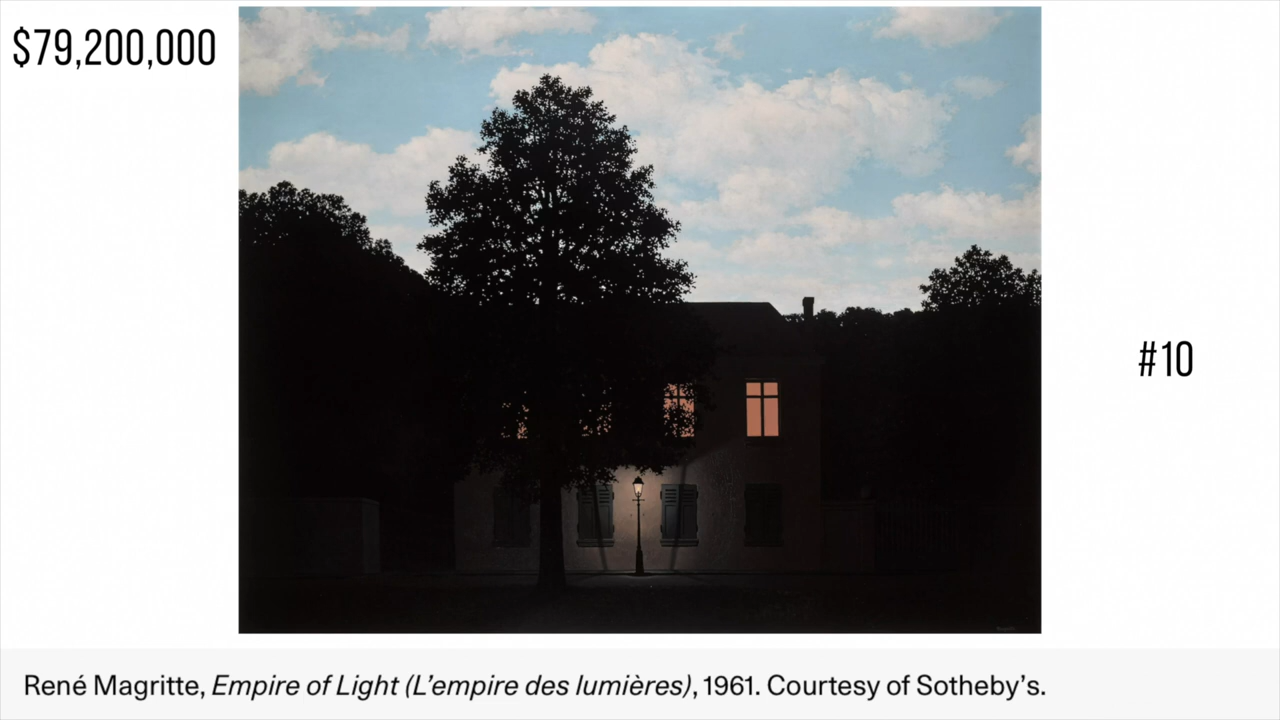 $79,200,000
#10
René Magritte, Empire of Light (L’empire des lumières), 1961. Courtesy of Sotheby’s.